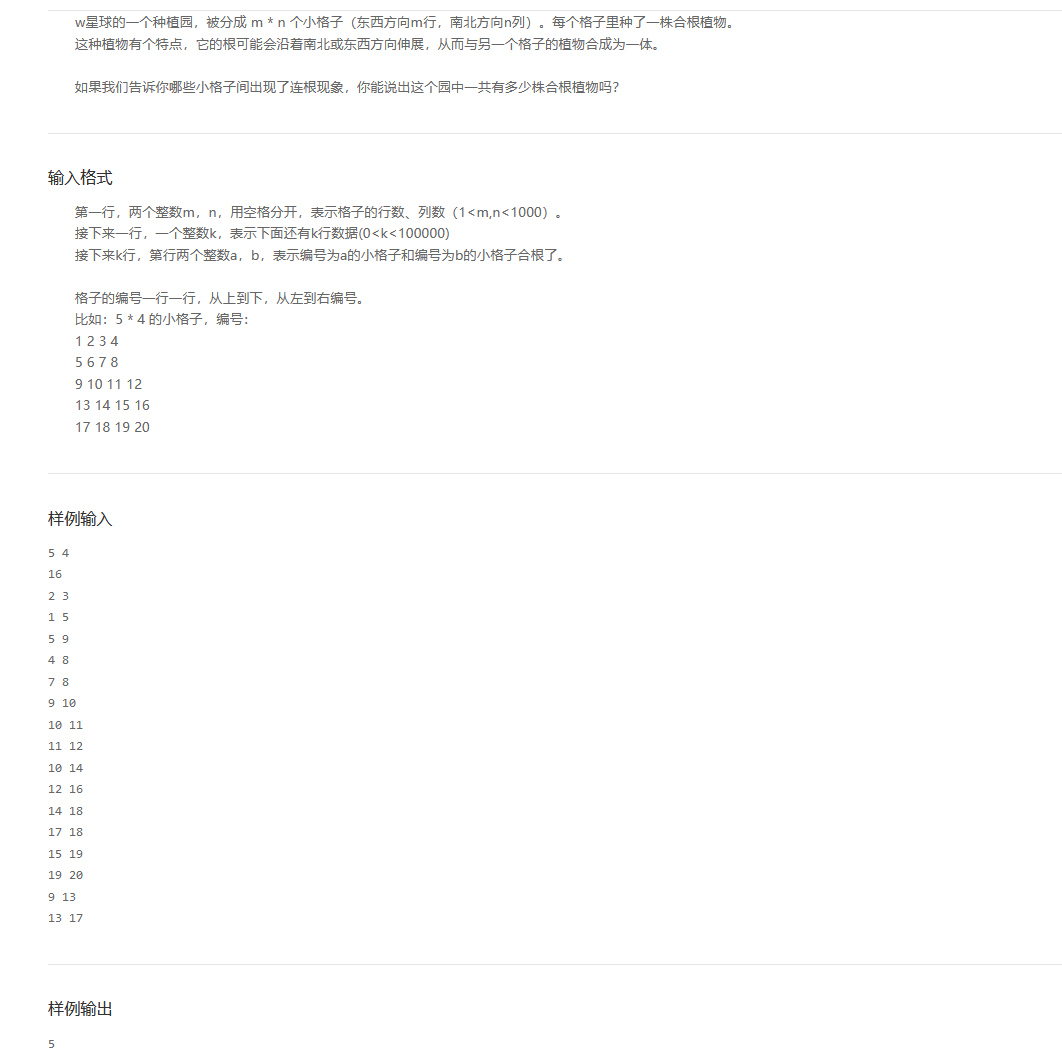 w星球的一个种植园，被分成 m * n 个小格子（东西方向m行，南北方向n列）。每个格子里种了一株合根植物。
这种植物有个特点，它的根可能会沿着南北或东西方向伸展，从而与另一个格子的植物合成为一体。
如果我们告诉你哪些小格子间出现了连根现象，你能说出这个园中一共有多少株合根植物吗？
输入格式
第一行，两个整数m，n，用空格分开，表示格子的行数、列数（1<m,n<1000）。
接下来一行，一个整数k，表示下面还有k行数据(0<k<100000)
接下来k行，第行两个整数a，b，表示编号为a的小格子和编号为b的小格子合根了。
格子的编号一行一行，从上到下，从左到右编号。
比如：5 * 4 的小格子，编号：
1 2 3 4
5 6 7 8
9 10 11 12
13 14 15 16
17 18 19 20
样例输入
5 4
16
2 3
1 5
5 9
4 8
7 8
9 10
10 11
11 12
10 14
12 16
14 18
17 18
15 19
19 20
9 13
13 17
样例输出
5